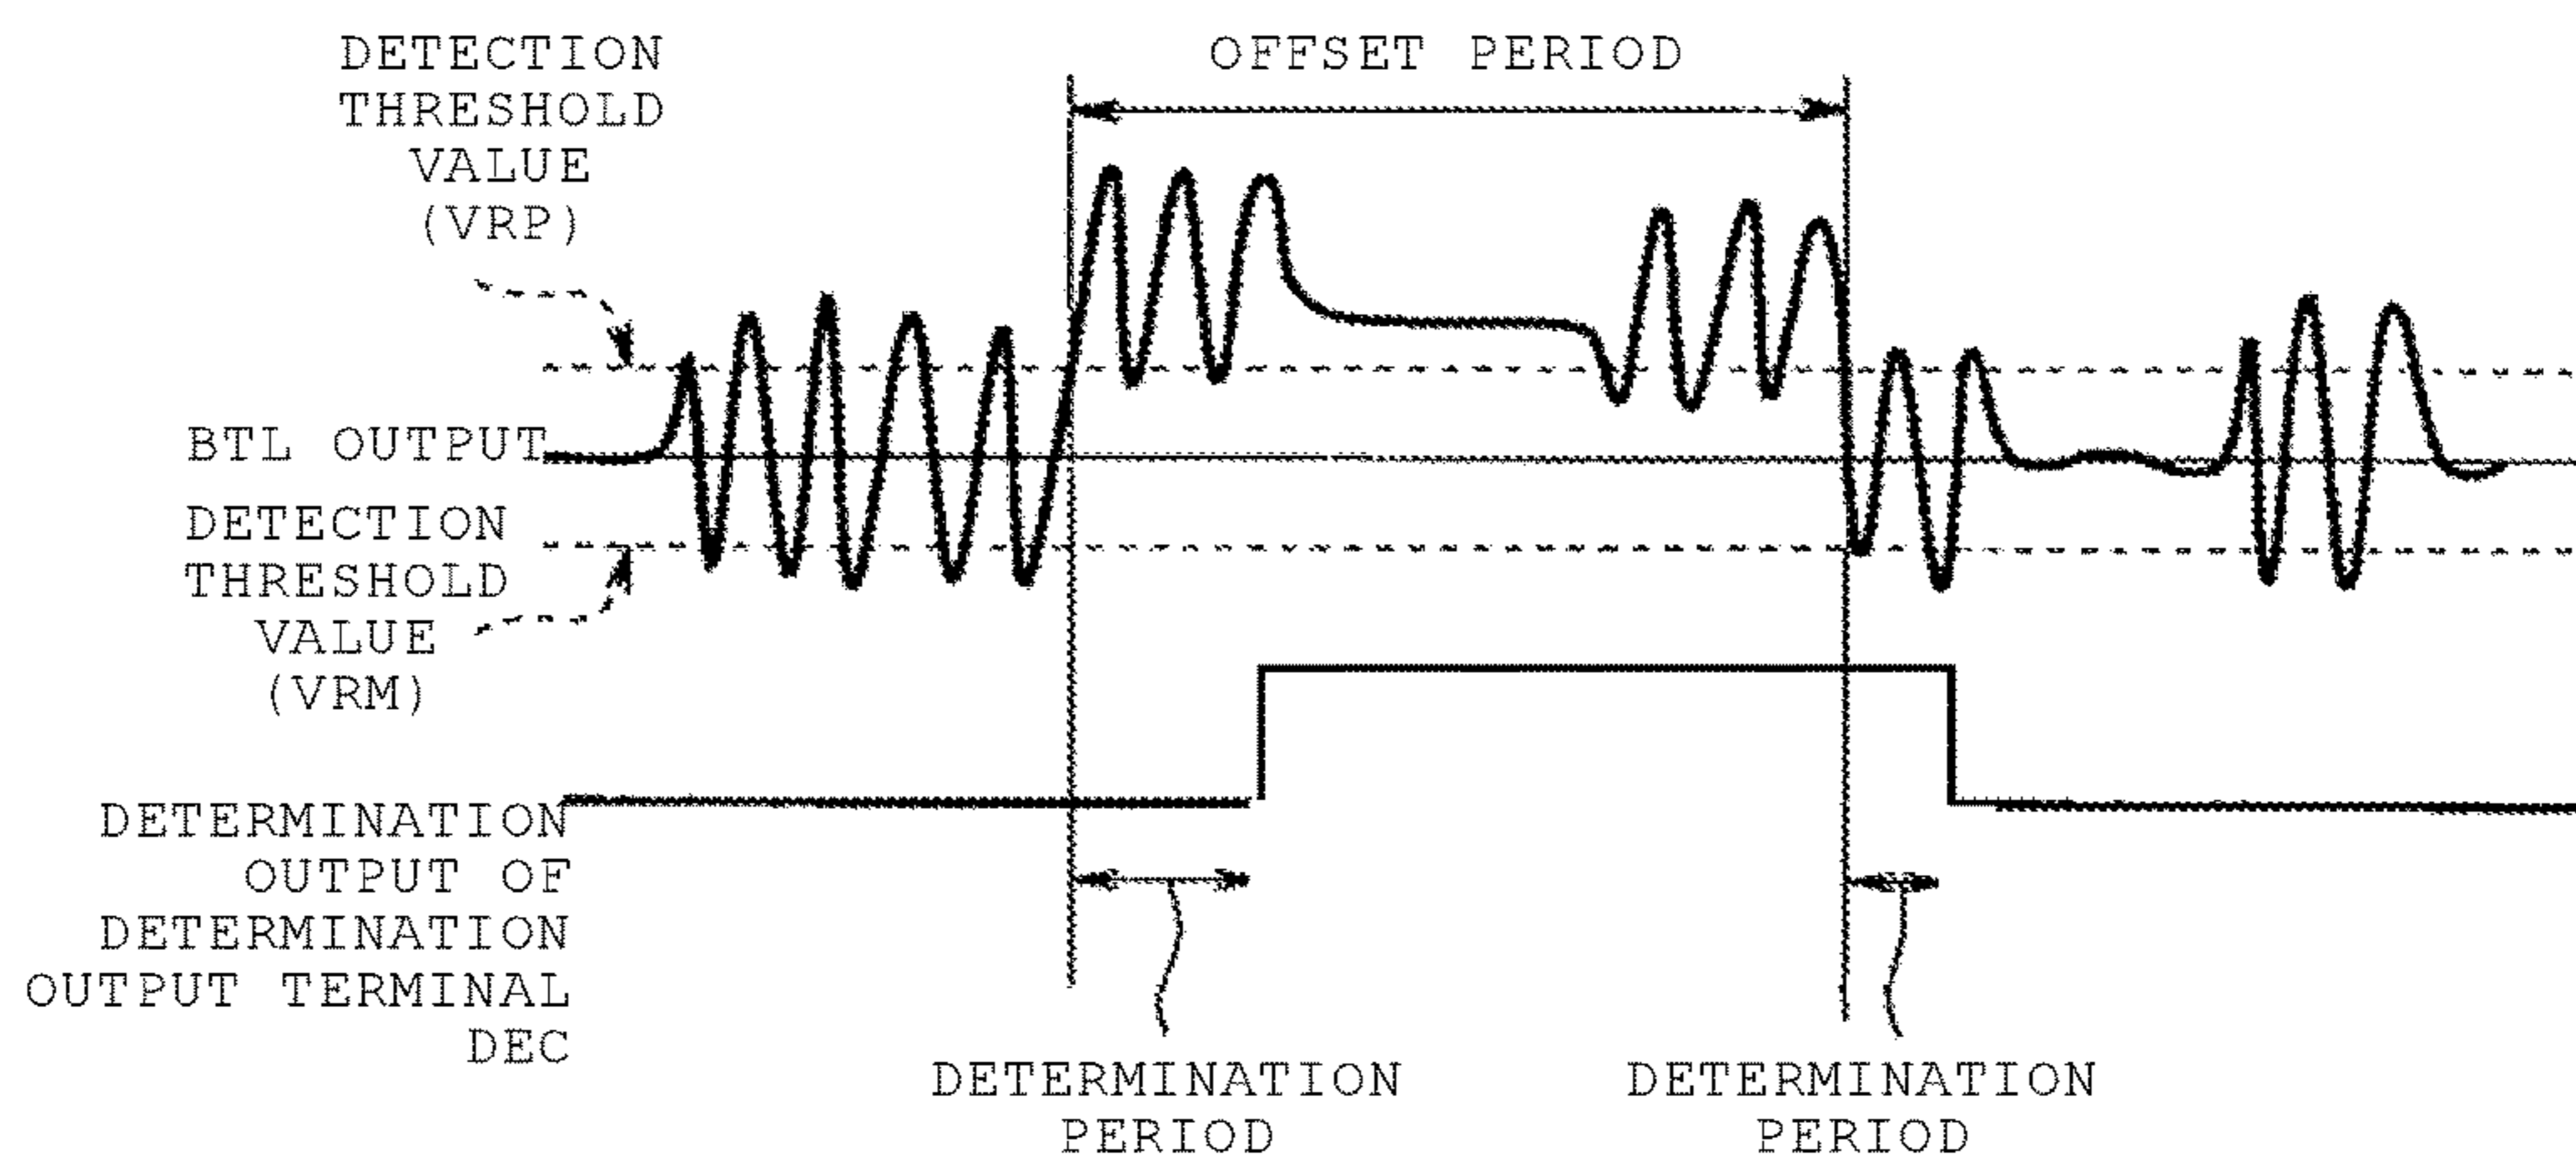 DETECTION
THRESHOLD
VALUE
(VRP)
OFFSET PERIOD
BTL OUTPUT
DETECTION
THRESHOLD
VALUE
(VRM)
DETERMINATION
OUTPUT OF
DETERMINATION
OUTPUT TERMINAL
DEC
DETERMINATION
PERIOD
DETERMINATION
PERIOD